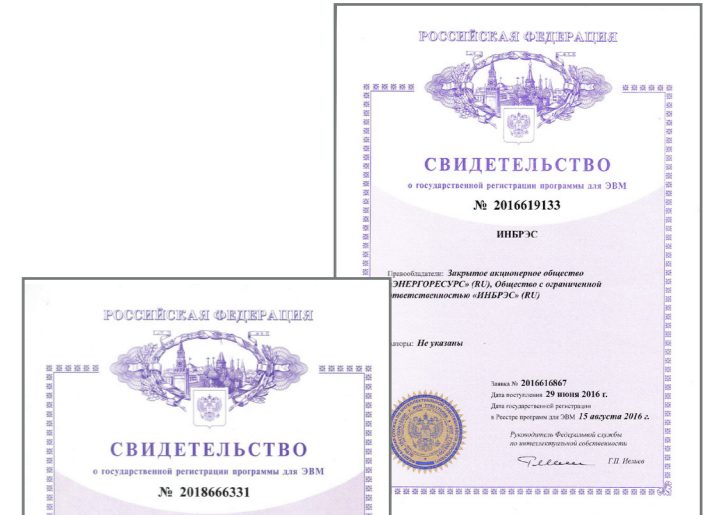 РОССИЙСКАЯ ФЕДЕРАЦИЯ
СВИДЕТЕЛЬСТВО
о государственной регистрации программы для ЭВМ
№ 2016619133
ИНБРЭС
Правообладатели: Закрытое акционерное общество
«ЭНЕРГОРЕСУРС» (RU), Общество с ограниченной
ответственностью «ИНБРЭС» (RU)
Авторы: Не указаны
Заявка № 2016616867
Дата поступления 29 июня 2016 г.
Дата государственной регистрации
в Реестре программ для ЭВМ 15 августа 2016 г.
Руководитель Федеральной службы
по интеллектуальной собственности
Г.П. Ивлиев
РОССИЙСКАЯ ФЕДЕРАЦИЯ
СВИДЕТЕЛЬСТВО
о государственной регистрации программы для ЭВМ
№ 2018666331